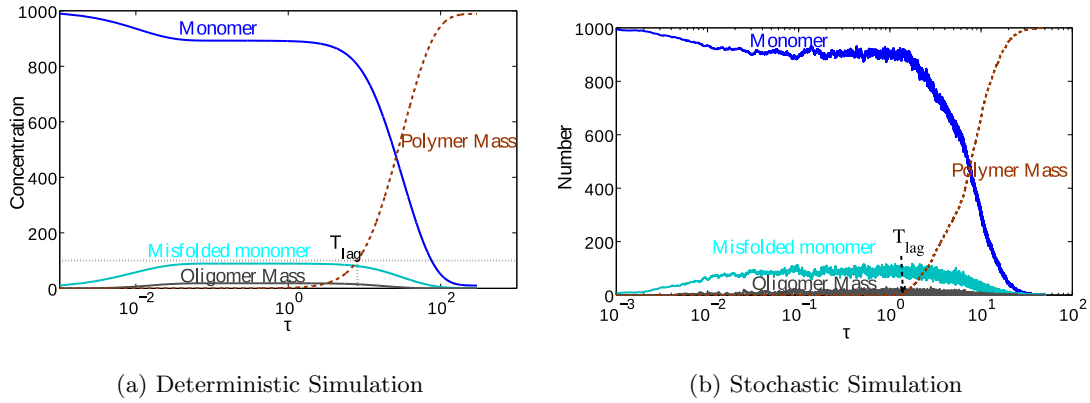 1000
800
600
400
200
0
Concentration
Monomer
Polymer Mass
Misfolded monomer
T_lag
Oligomer Mass
10^−2
10^0
10^2
τ
(a) Deterministic Simulation
1000
800
600
400
200
0
Number
Monomer
Polymer Mass
Misfolded monomer
T_lag
Oligomer Mass
10^−3
10^−2
10^−1
10^0
10^1
10^2
τ
(b) Stochastic Simulation